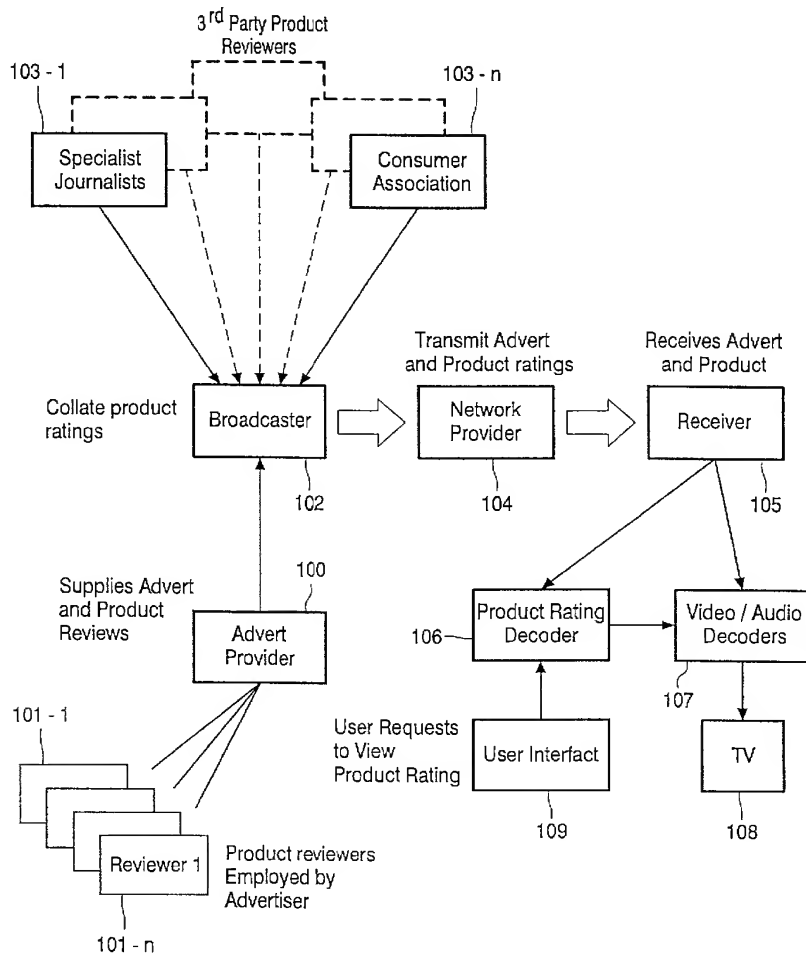 3rd Party Product
Reviewers
103 - 1
103 - n
Specialist
Journalists
Consumer
Association
Transmit Advert
and Product ratings
Receives Advert
and Product
Collate product
ratings
Broadcaster
Network
Provider
Receiver
102
104
105
Supplies Advert
and Product
Reviews
100
Advert
Provider
106
Product Rating
Decoder
Video / Audio
Decoders
107
101 - 1
User Requests
to View
Product Rating
User Interfact
TV
109
108
Reviewer 1
Product reviewers
Employed by
Advertiser
101 - n